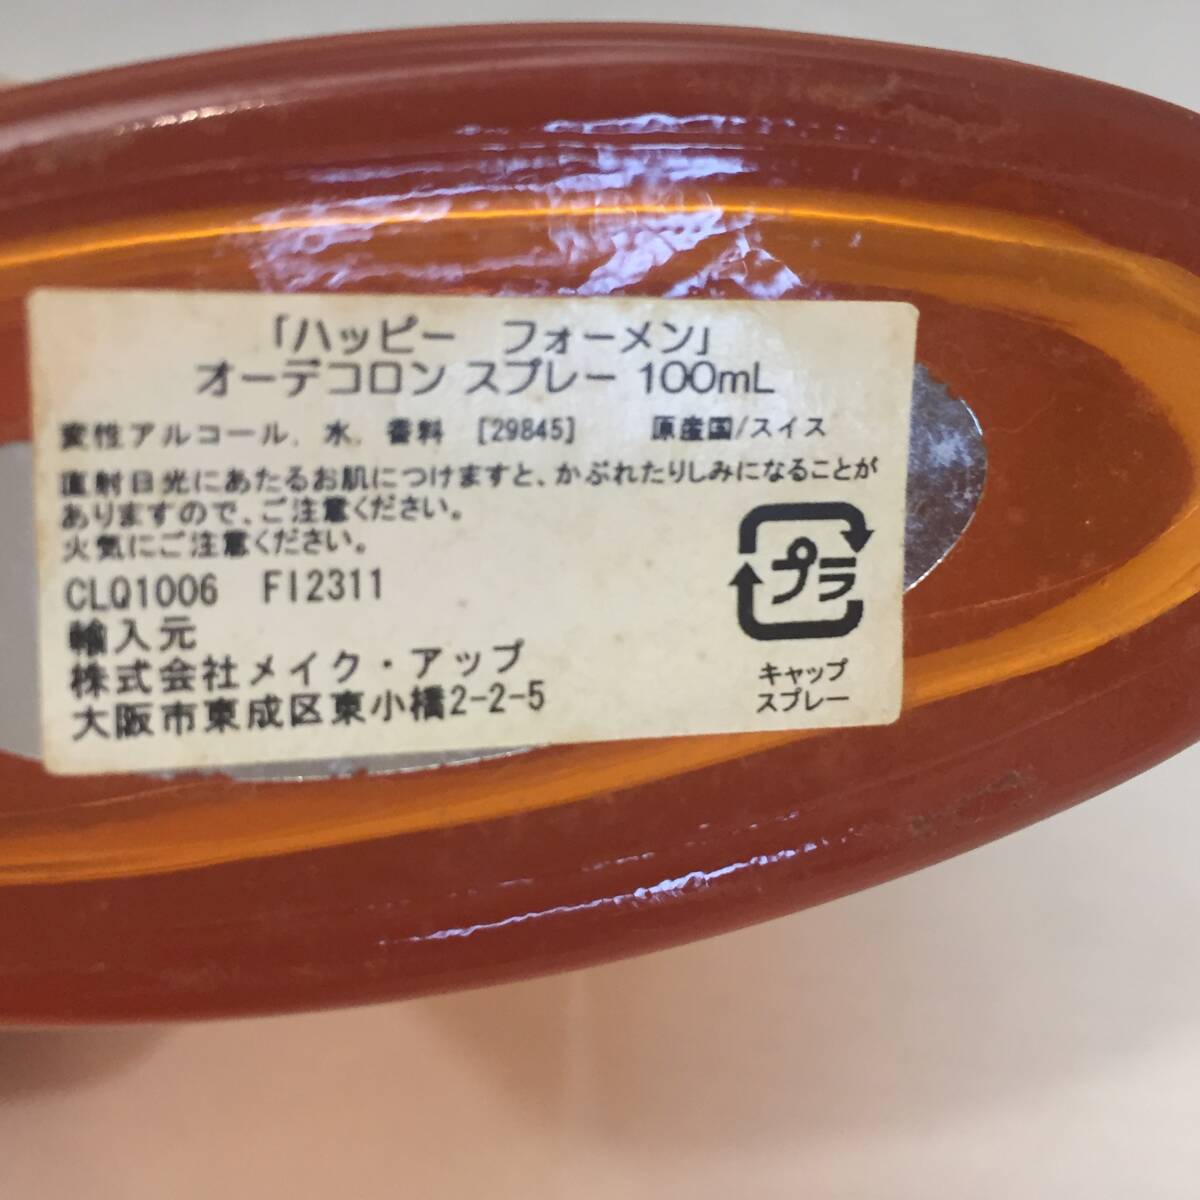 「ハッピー　フォーメン」
オーデコロン スプレー 100mL
変性アルコール、水、香料 [29845] 原産国/スイス
直射日光にあたるお肌につけますと、かぶれたりしみになることが
ありますので、ご注意ください。
火気にご注意ください。
CLQ1006 FI2311
輸入元
株式会社メイク・アップ
大阪市東成区東小橋2-2-5
プラ
キャップ
スプレー